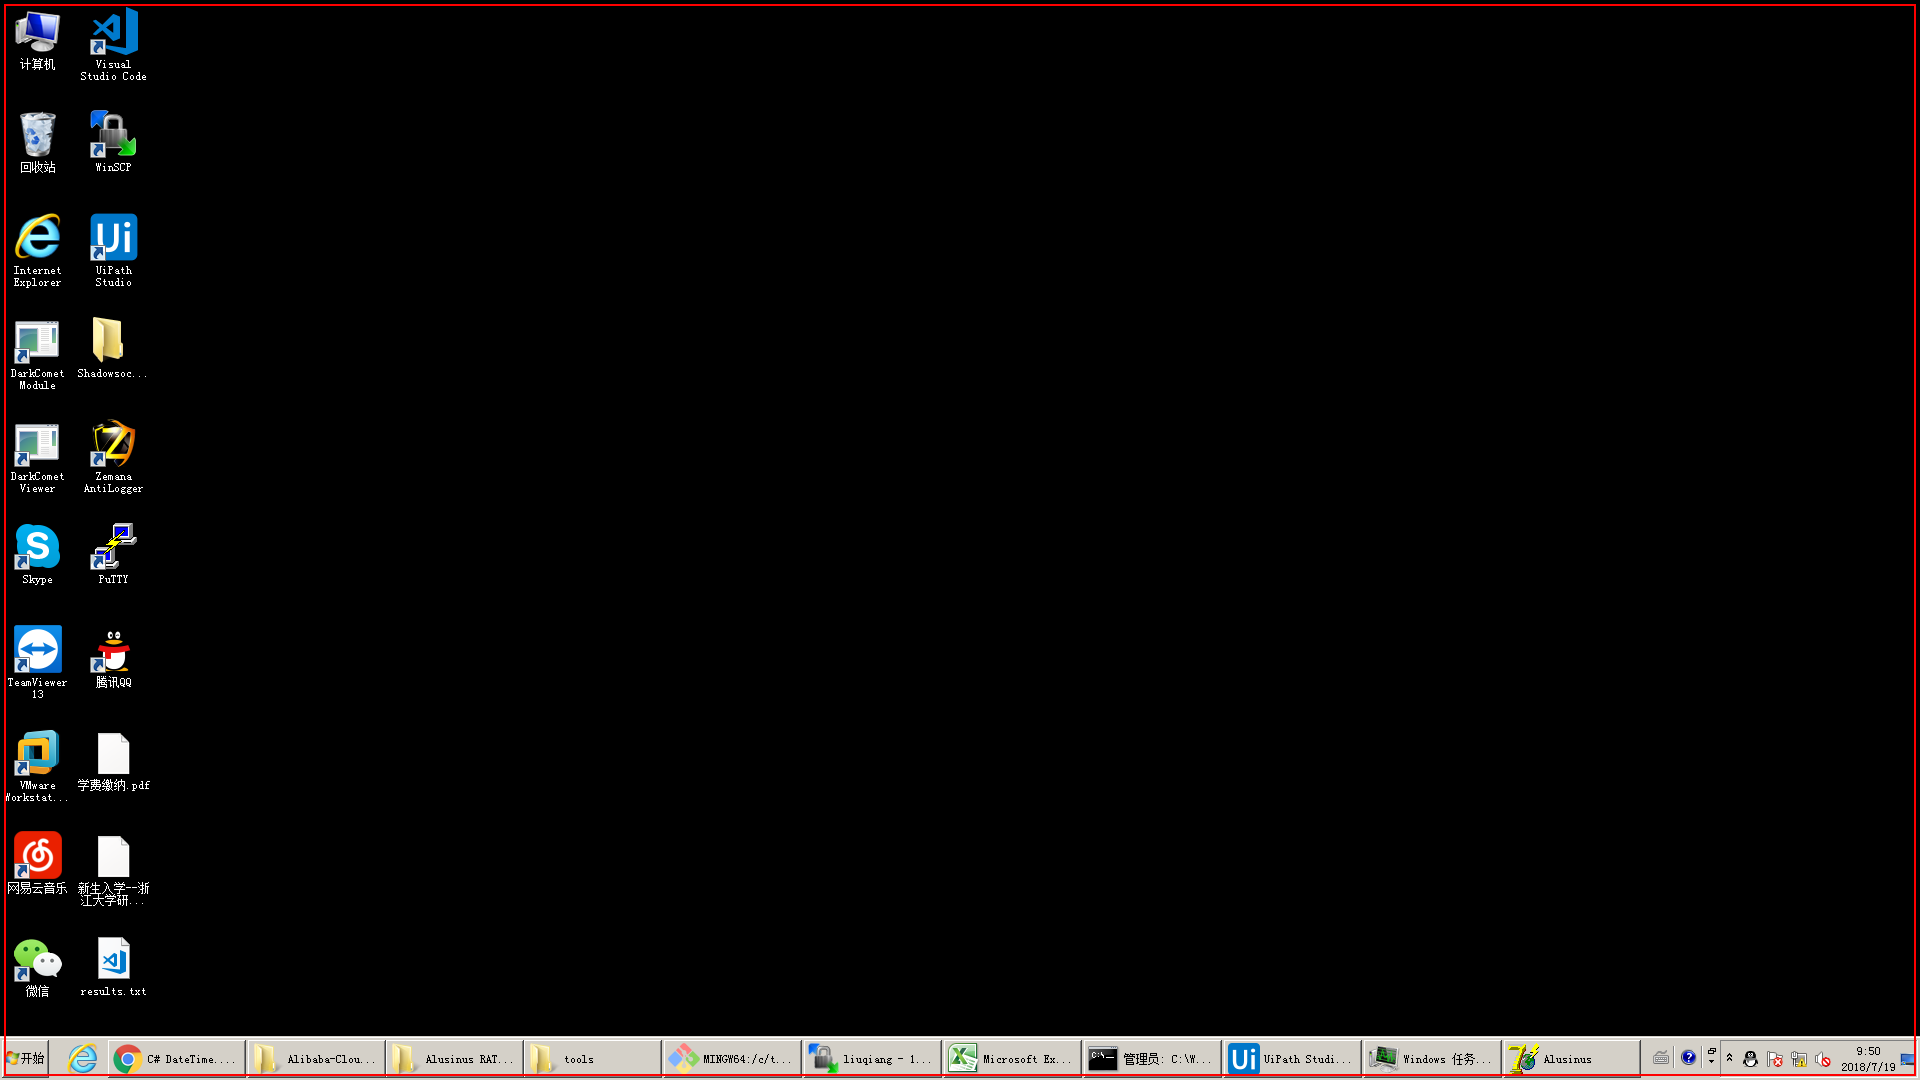 计算机
Visual
Studio Code
回收站
WinSCP
Internet
Explorer
UiPath
Studio
DarkComet
Module
Shadowsoc...
DarkComet
Viewer
Zemana
AntiLogger
Skype
PuTTY
TeamViewer
13
腾讯QQ
VMware
Workstat...
学费缴纳.pdf
网易云音乐
新生入学--浙
江大学研...
微信
results.txt
开始
C# DateTime....
Alibaba-Clou...
Alusinus RAT...
tools
MINGW64:/c/t...
liuqiang - 1...
Microsoft Ex...
管理员: C:\W...
UiPath Studi...
Windows 任务...
Alusinus
9:50
2018/7/19